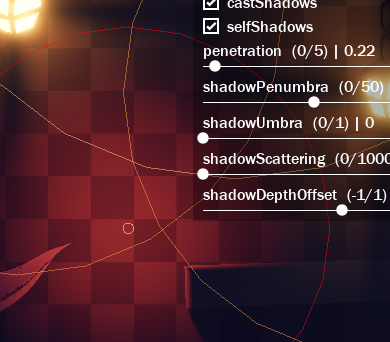 castShadows
selfShadows
penetration (0/5) | 0.22
shadowPenumbra (0/50)
shadowUmbra (0/1) | 0
shadowScattering (0/1000
shadowDepthOffset (-1/1)